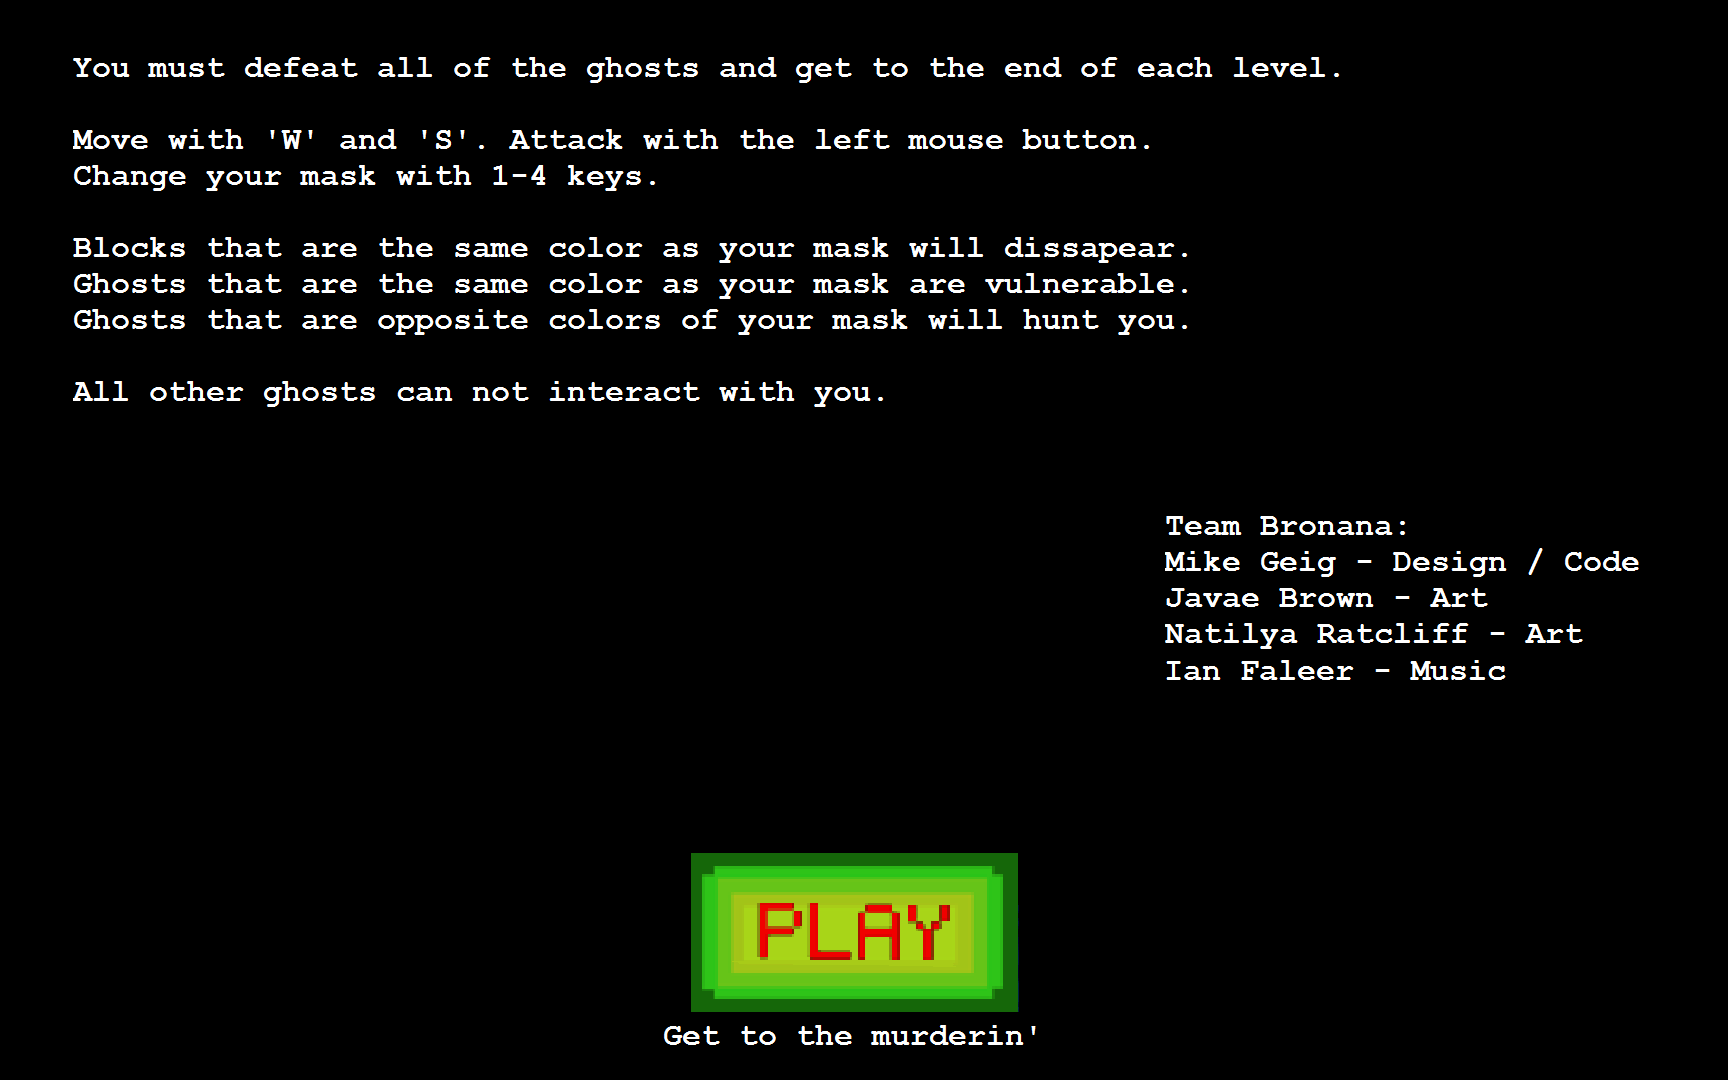 You must defeat all of the ghosts and get to the end of each level.
Move with 'W' and 'S'. Attack with the left mouse button.
Change your mask with 1-4 keys.
Blocks that are the same color as your mask will dissapear.
Ghosts that are the same color as your mask are vulnerable.
Ghosts that are opposite colors of your mask will hunt you.
All other ghosts can not interact with you.
Team Bronana:
Mike Geig - Design / Code
Javae Brown - Art
Natilya Ratcliff - Art
Ian Faleer - Music
PLAY
Get to the murderin'